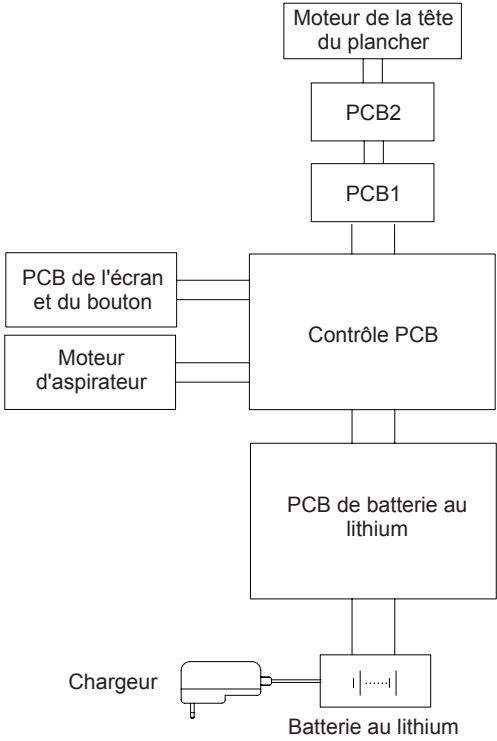 Moteur de la tête
du plancher
PCB2
PCB1
PCB de l'écran
et du bouton
Contrôle PCB
Moteur
d'aspirateur
PCB de batterie au
lithium
Chargeur
Batterie au lithium